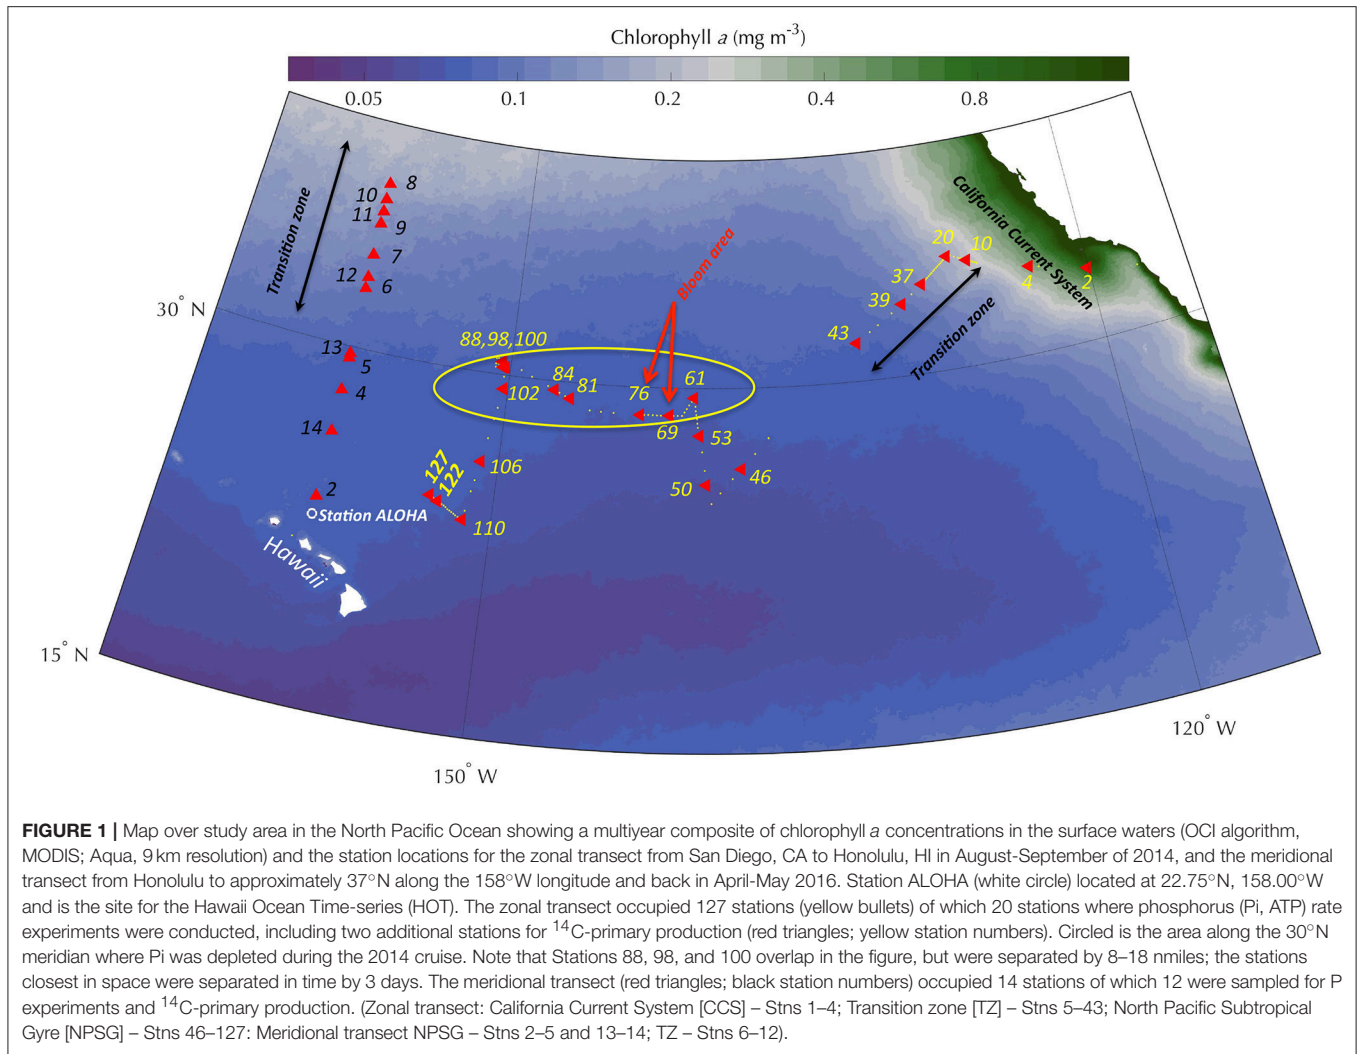 Chlorophyll a (mg m-3)
0.05 0.1 0.2 0.4 0.8
Transition zone
8
10
11
9
7
12
6
13
5
4
14
2
30° N
15° N
150° W
120° W
Station ALOHA
Hawaii
California Current System
Transition zone
Bloom area
20
10
4
2
37
39
43
88,98,100
102
84
81
76
69
61
53
46
50
106
127
122
110
FIGURE 1 | Map over study area in the North Pacific Ocean showing a multiyear composite of chlorophyll a concentrations in the surface waters (OCI algorithm,
MODIS; Aqua, 9 km resolution) and the station locations for the zonal transect from San Diego, CA to Honolulu, HI in August-September of 2014, and the meridional
transect from Honolulu to approximately 37°N along the 158°W longitude and back in April-May 2016. Station ALOHA (white circle) located at 22.75°N, 158.00°W
and is the site for the Hawaii Ocean Time-series (HOT). The zonal transect occupied 127 stations (yellow bullets) of which 20 stations where phosphorus (Pi, ATP) rate
experiments were conducted, including two additional stations for 14C-primary production (red triangles; yellow station numbers). Circled is the area along the 30°N
meridian where Pi was depleted during the 2014 cruise. Note that Stations 88, 98, and 100 overlap in the figure, but were separated by 8–18 nmiles; the stations
closest in space were separated in time by 3 days. The meridional transect (red triangles; black station numbers) occupied 14 stations of which 12 were sampled for P
experiments and 14C-primary production. (Zonal transect: California Current System [CCS] – Stns 1–4; Transition zone [TZ] – Stns 5–43; North Pacific Subtropical
Gyre [NPSG] – Stns 46–127: Meridional transect NPSG – Stns 2–5 and 13–14; TZ – Stns 6–12).